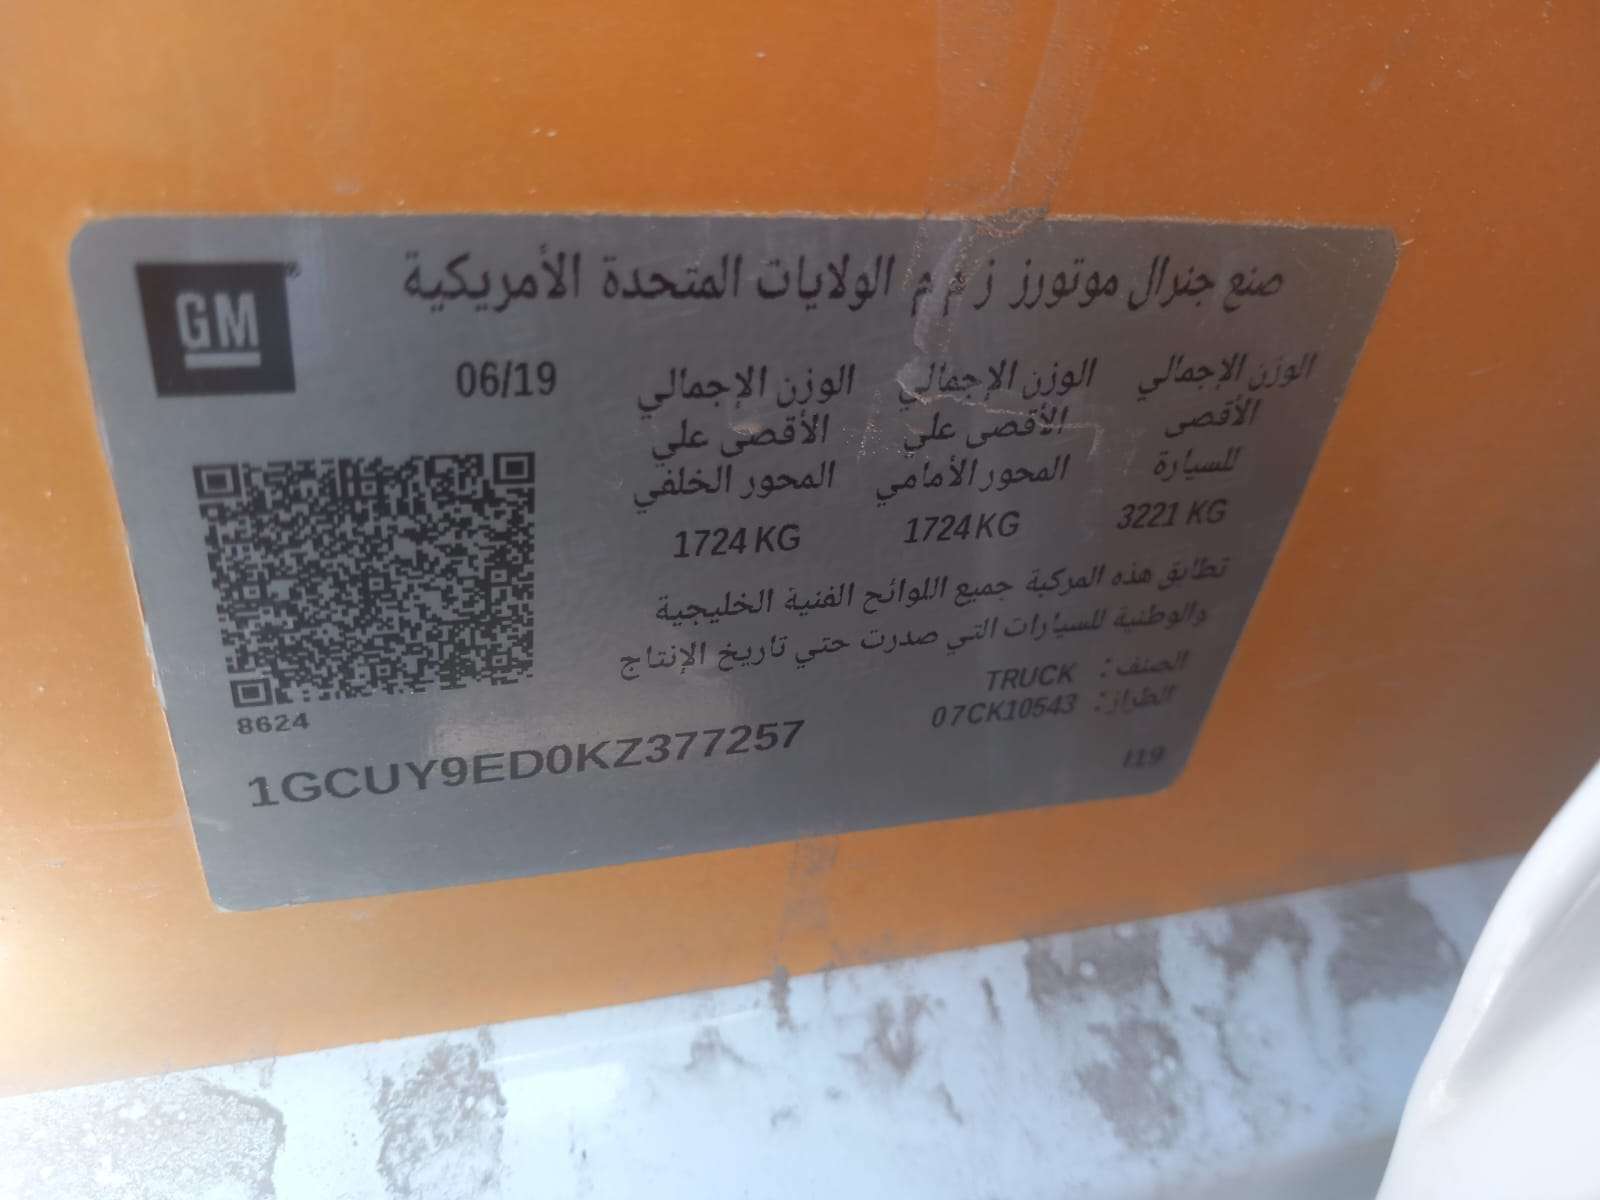 صنع جنرال موتورز ز م م الولايات المتحدة الأمريكية
GM
06/19
الوزن الإجمالي الأقصى للسيارة
3221 KG
الوزن الإجمالي الأقصى علي المحور الأمامي
1724 KG
الوزن الإجمالي الأقصى علي المحور الخلفي
1724 KG
تطابق هذه المركبة جميع اللوائح الفنية الخليجية
والوطنية للسيارات التي صدرت حتي تاريخ الإنتاج
الصنف : TRUCK
الطراز : 07CK10543
8624
1GCUY9ED0KZ377257
I19